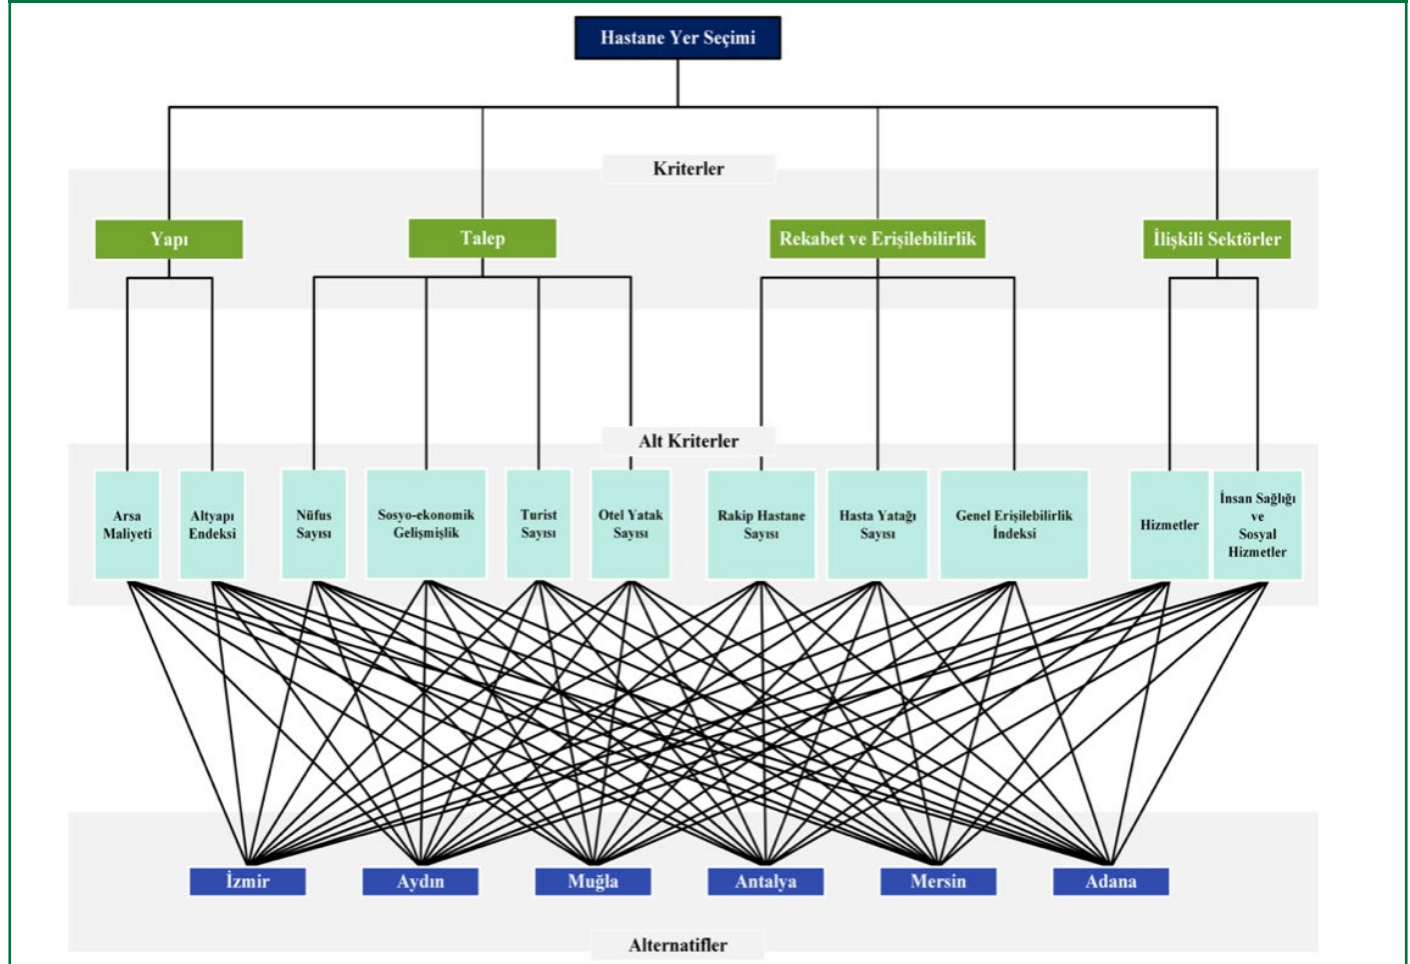 Hastane Yer Seçimi
Kriterler
Yapı
Talep
Rekabet ve Erişilebilirlik
İlişkili Sektörler
Alt Kriterler
Arsa
Maliyeti
Altyapı
Endeksi
Nüfus
Sayısı
Sosyo-ekonomik
Gelişmişlik
Turist
Sayısı
Otel Yatak
Sayısı
Rakip Hastane
Sayısı
Hasta Yatağı
Sayısı
Genel Erişilebilirlik
İndeksi
Hizmetler
İnsan Sağlığı
ve
Sosyal
Hizmetler
İzmir
Aydın
Muğla
Antalya
Mersin
Adana
Alternatifler